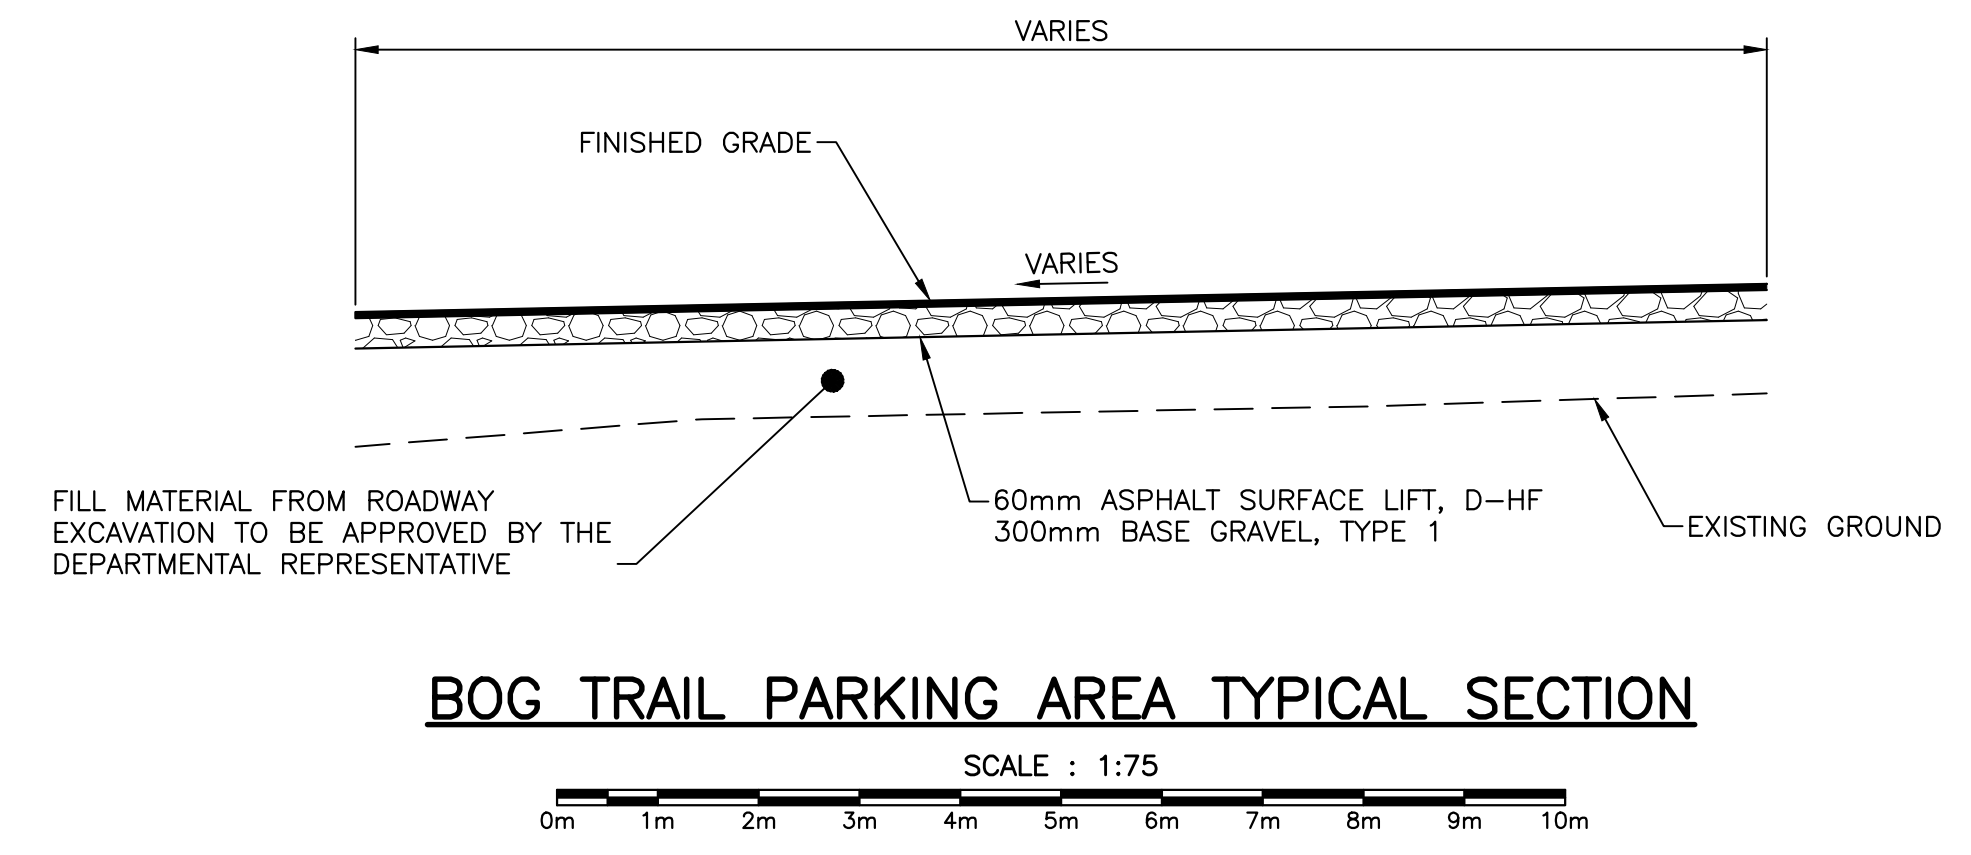 VARIES
FINISHED GRADE
VARIES
FILL MATERIAL FROM ROADWAY
EXCAVATION TO BE APPROVED BY THE
DEPARTMENTAL REPRESENTATIVE
60mm ASPHALT SURFACE LIFT, D-HF
300mm BASE GRAVEL, TYPE 1
EXISTING GROUND
BOG TRAIL PARKING AREA TYPICAL SECTION
SCALE : 1:75
0m 1m 2m 3m 4m 5m 6m 7m 8m 9m 10m